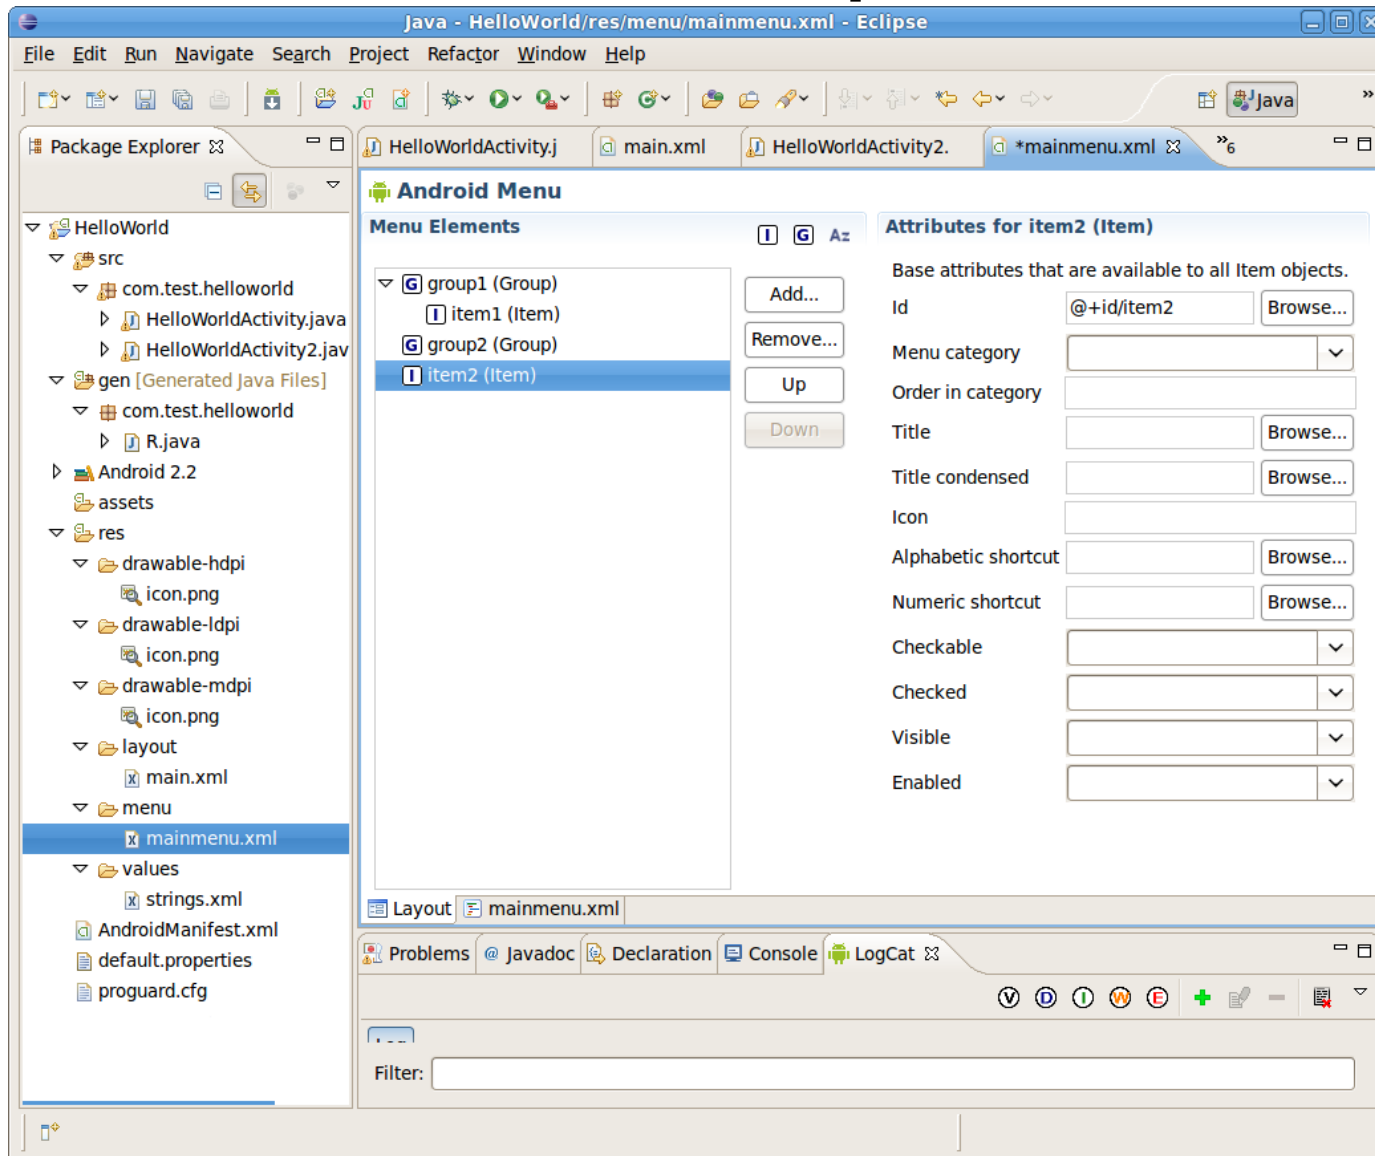 Java - HelloWorld/res/menu/mainmenu.xml - Eclipse
File Edit Run Navigate Search Project Refactor Window Help
Java
Package Explorer
HelloWorld
src
com.test.helloworld
HelloWorldActivity.java
HelloWorldActivity2.jav
gen [Generated Java Files]
com.test.helloworld
R.java
Android 2.2
assets
res
drawable-hdpi
icon.png
drawable-ldpi
icon.png
drawable-mdpi
icon.png
layout
main.xml
menu
mainmenu.xml
values
strings.xml
AndroidManifest.xml
default.properties
proguard.cfg
HelloWorldActivity.j main.xml HelloWorldActivity2. *mainmenu.xml »6
Android Menu
Menu Elements
I G Az
G group1 (Group)
I item1 (Item)
G group2 (Group)
I item2 (Item)
Add...
Remove...
Up
Down
Attributes for item2 (Item)
Base attributes that are available to all Item objects.
Id @+id/item2 Browse...
Menu category
Order in category
Title Browse...
Title condensed Browse...
Icon
Alphabetic shortcut Browse...
Numeric shortcut Browse...
Checkable
Checked
Visible
Enabled
Layout mainmenu.xml
Problems @ Javadoc Declaration Console LogCat
V D I W E
Filter: